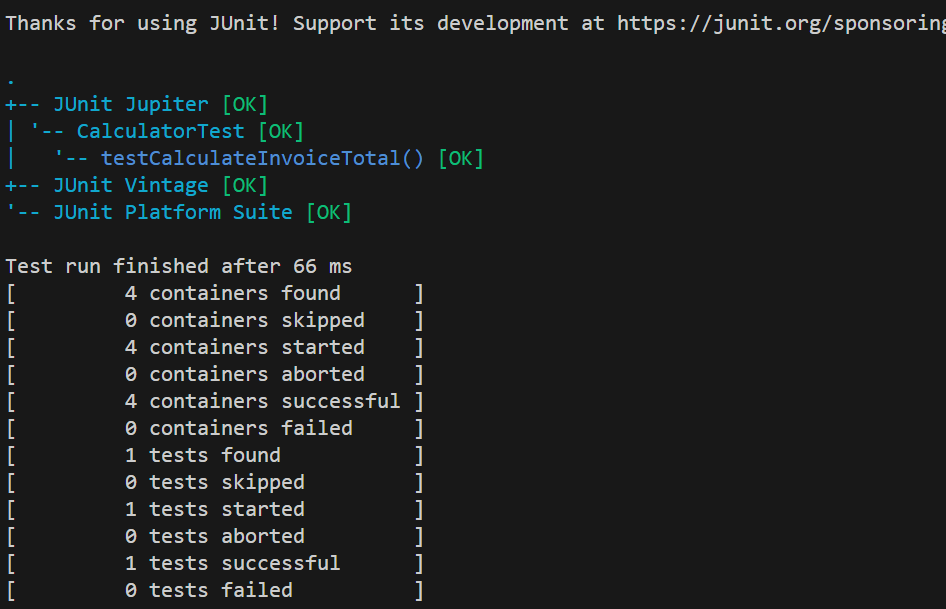 Thanks for using JUnit! Support its development at https://junit.org/sponsoring
.
+-- JUnit Jupiter [OK]
| '-- CalculatorTest [OK]
|   '-- testCalculateInvoiceTotal() [OK]
+-- JUnit Vintage [OK]
'-- JUnit Platform Suite [OK]
Test run finished after 66 ms
[         4 containers found      ]
[         0 containers skipped    ]
[         4 containers started    ]
[         0 containers aborted    ]
[         4 containers successful ]
[         0 containers failed     ]
[         1 tests found           ]
[         0 tests skipped         ]
[         1 tests started         ]
[         0 tests aborted         ]
[         1 tests successful      ]
[         0 tests failed          ]